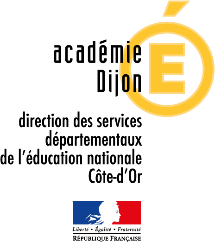 académie
Dijon
É
direction des services
départementaux
de l'éducation nationale
Côte-d'Or
Liberté • Égalité • Fraternité
RÉPUBLIQUE FRANÇAISE